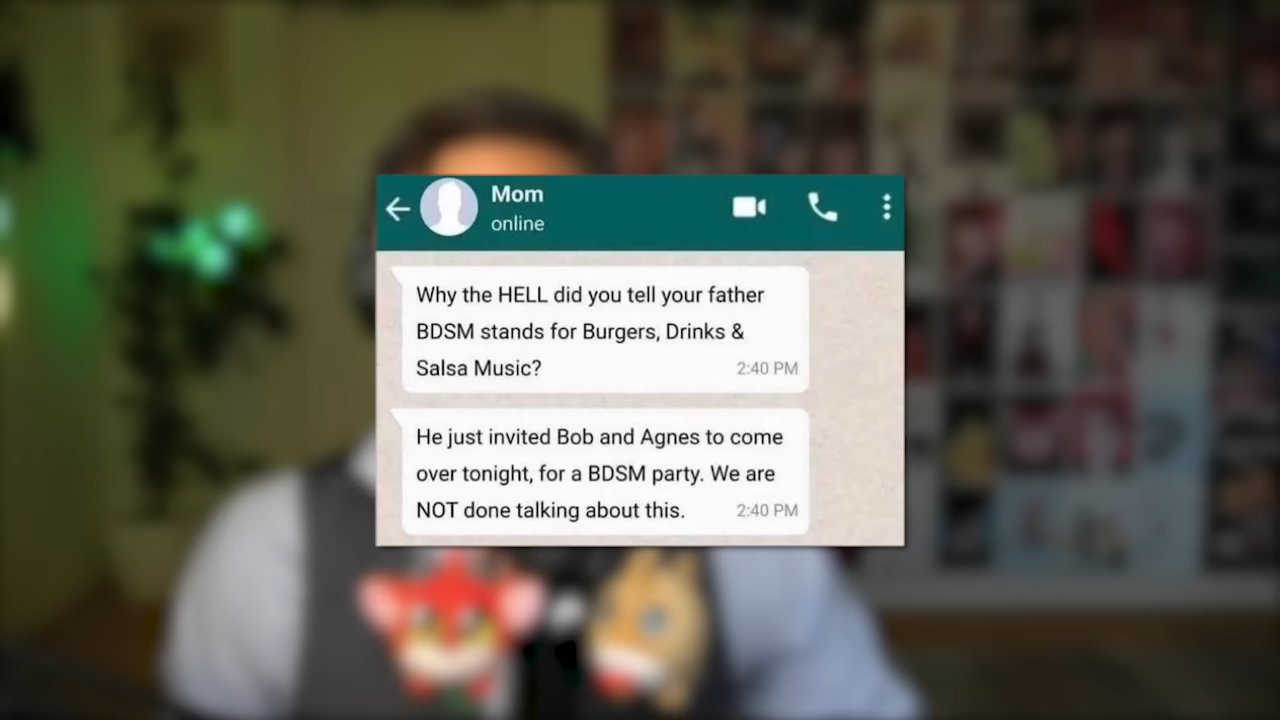 Mom
online
Why the HELL did you tell your father
BDSM stands for Burgers, Drinks &
Salsa Music?
2:40 PM
He just invited Bob and Agnes to come
over tonight, for a BDSM party. We are
NOT done talking about this.
2:40 PM